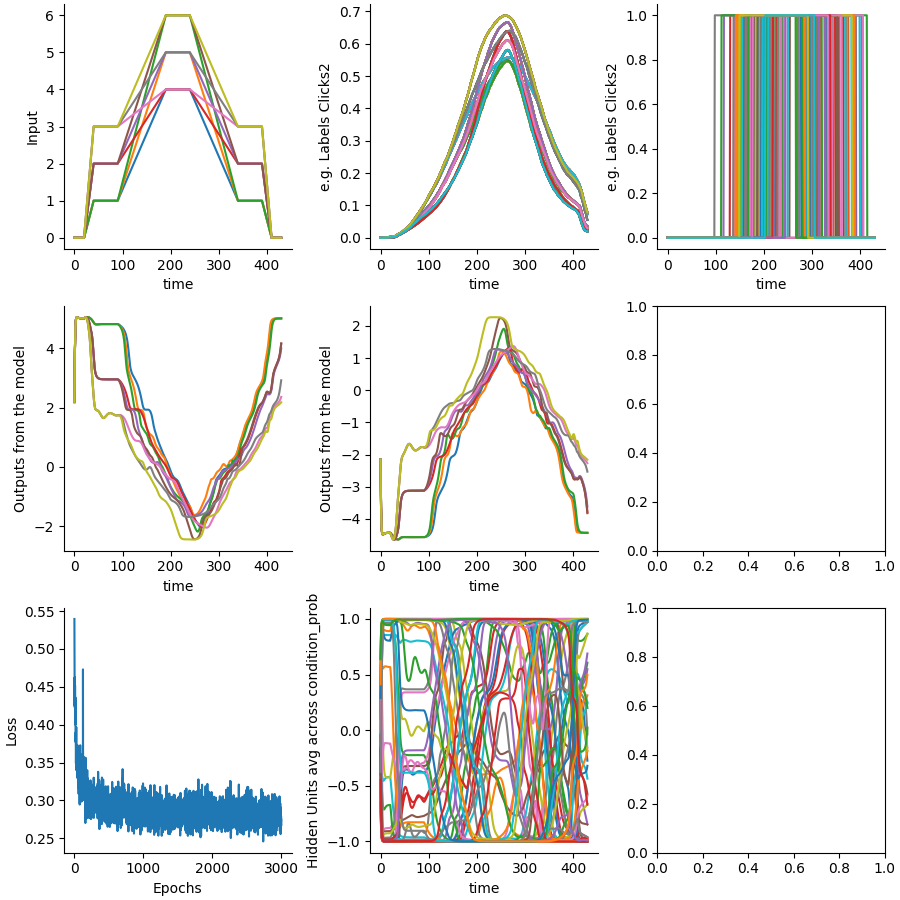 6
5
4
3
2
1
0
Input
0 100 200 300 400
time
0.7
0.6
0.5
0.4
0.3
0.2
0.1
0.0
e.g. Labels Clicks2
0 100 200 300 400
time
1.0
0.8
0.6
0.4
0.2
0.0
e.g. Labels Clicks2
0 100 200 300 400
time
4
2
0
−2
Outputs from the model
0 100 200 300 400
time
2
1
0
−1
−2
−3
−4
Outputs from the model
0 100 200 300 400
time
1.0
0.8
0.6
0.4
0.2
0.0
0.0 0.2 0.4 0.6 0.8 1.0
0.55
0.50
0.45
0.40
0.35
0.30
0.25
Loss
0 1000 2000 3000
Epochs
1.0
0.5
0.0
−0.5
−1.0
Hidden Units avg across condition_prob
0 100 200 300 400
time
1.0
0.8
0.6
0.4
0.2
0.0
0.0 0.2 0.4 0.6 0.8 1.0